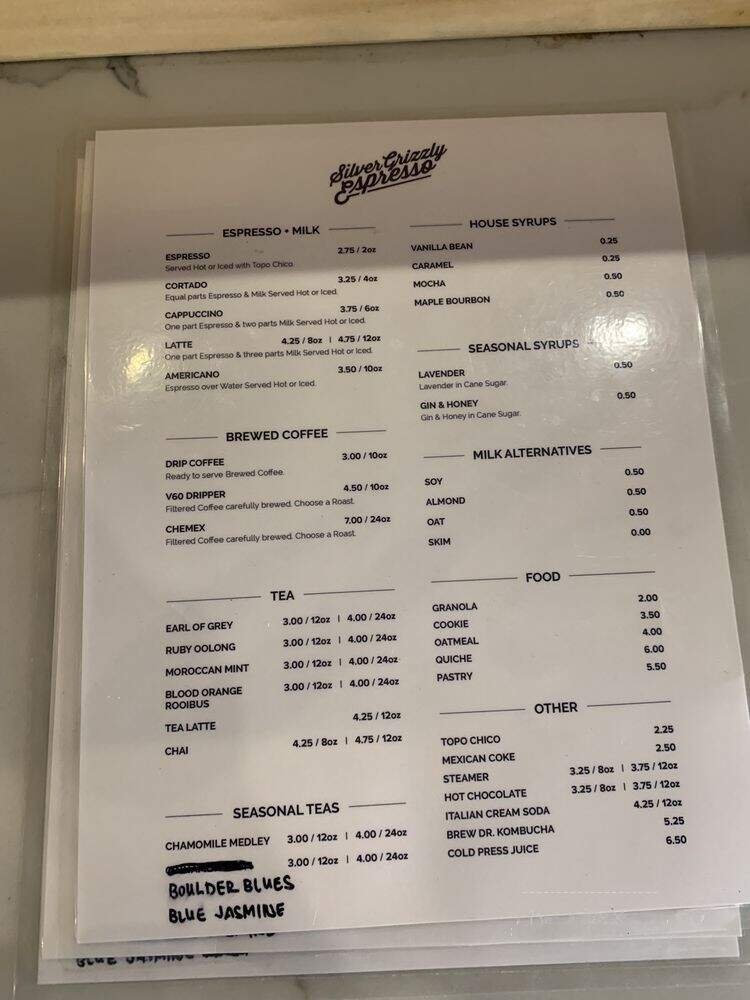 Silver Grizzly
Espresso
ESPRESSO + MILK
ESPRESSO 2.75 / 2oz
Served Hot or Iced with Topo Chico.
CORTADO 3.25 / 4oz
Equal parts Espresso & Milk Served Hot or Iced.
CAPPUCCINO 3.75 / 6oz
One part Espresso & two parts Milk Served Hot or Iced.
LATTE 4.25 / 8oz | 4.75 / 12oz
One part Espresso & three parts Milk Served Hot or Iced.
AMERICANO 3.50 / 10oz
Espresso over Water Served Hot or Iced.
BREWED COFFEE
DRIP COFFEE 3.00 / 10oz
Ready to serve Brewed Coffee.
V60 DRIPPER 4.50 / 10oz
Filtered Coffee carefully brewed. Choose a Roast.
CHEMEX 7.00 / 24oz
Filtered Coffee carefully brewed. Choose a Roast.
TEA
EARL OF GREY 3.00 / 12oz | 4.00 / 24oz
RUBY OOLONG 3.00 / 12oz | 4.00 / 24oz
MOROCCAN MINT 3.00 / 12oz | 4.00 / 24oz
BLOOD ORANGE 3.00 / 12oz | 4.00 / 24oz
ROOIBUS
TEA LATTE 4.25 / 12oz
CHAI 4.25 / 8oz | 4.75 / 12oz
SEASONAL TEAS
CHAMOMILE MEDLEY 3.00 / 12oz | 4.00 / 24oz
3.00 / 12oz | 4.00 / 24oz
BOULDER BLUES
BLUE JASMINE
HOUSE SYRUPS
VANILLA BEAN 0.25
CARAMEL 0.25
MOCHA 0.50
MAPLE BOURBON 0.50
SEASONAL SYRUPS
LAVENDER 0.50
Lavender in Cane Sugar.
GIN & HONEY 0.50
Gin & Honey in Cane Sugar.
MILK ALTERNATIVES
SOY 0.50
ALMOND 0.50
OAT 0.50
SKIM 0.00
FOOD
GRANOLA 2.00
COOKIE 3.50
OATMEAL 4.00
QUICHE 6.00
PASTRY 5.50
OTHER
TOPO CHICO 2.25
MEXICAN COKE 2.50
STEAMER 3.25 / 8oz | 3.75 / 12oz
HOT CHOCOLATE 3.25 / 8oz | 3.75 / 12oz
ITALIAN CREAM SODA 4.25 / 12oz
BREW DR. KOMBUCHA 5.25
COLD PRESS JUICE 6.50
BLUE